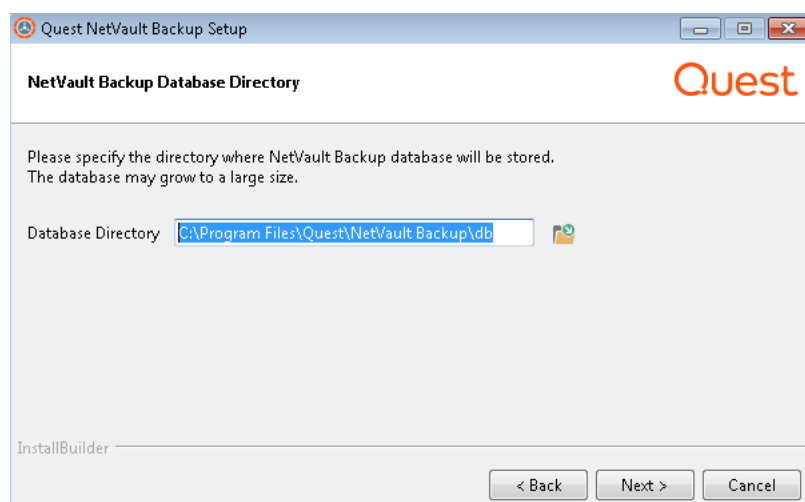 Quest NetVault Backup Setup
NetVault Backup Database Directory
Quest
Please specify the directory where NetVault Backup database will be stored.
The database may grow to a large size.
Database Directory C:\Program Files\Quest\NetVault Backup\db
InstallBuilder
< Back Next > Cancel